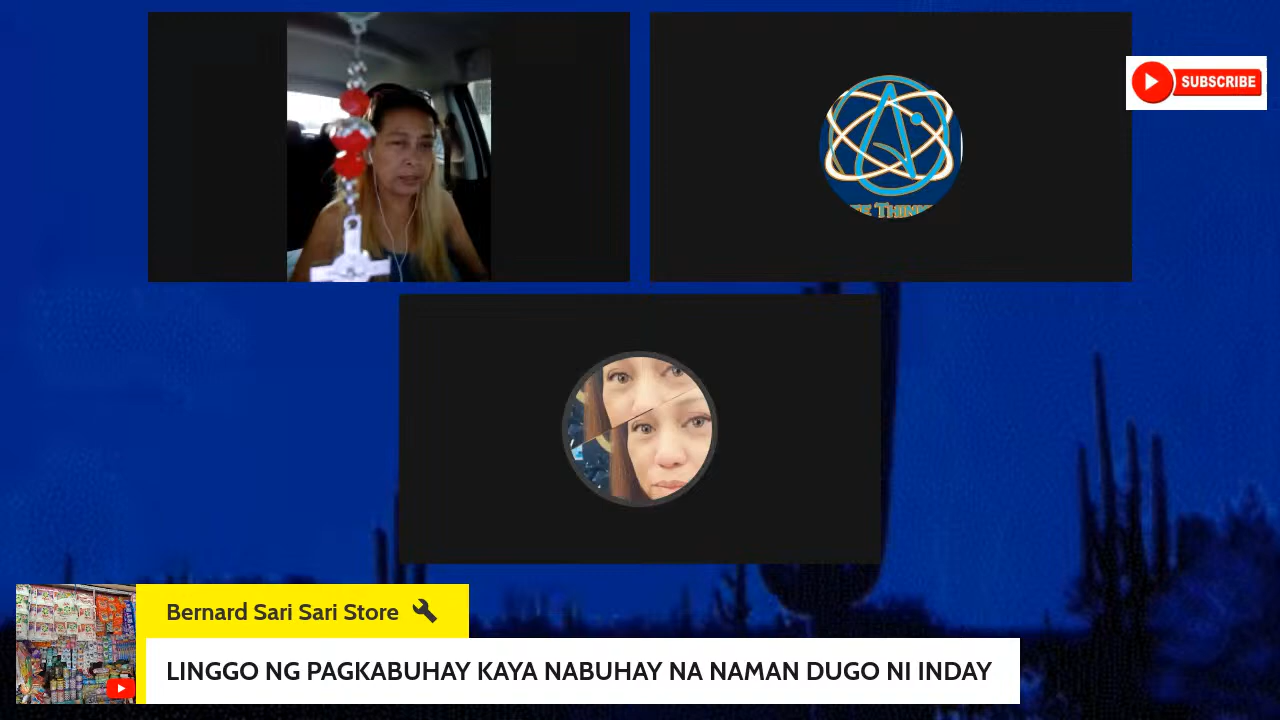 SUBSCRIBE
Bernard Sari Sari Store
LINGGO NG PAGKABUHAY KAYA NABUHAY NA NAMAN DUGO NI INDAY